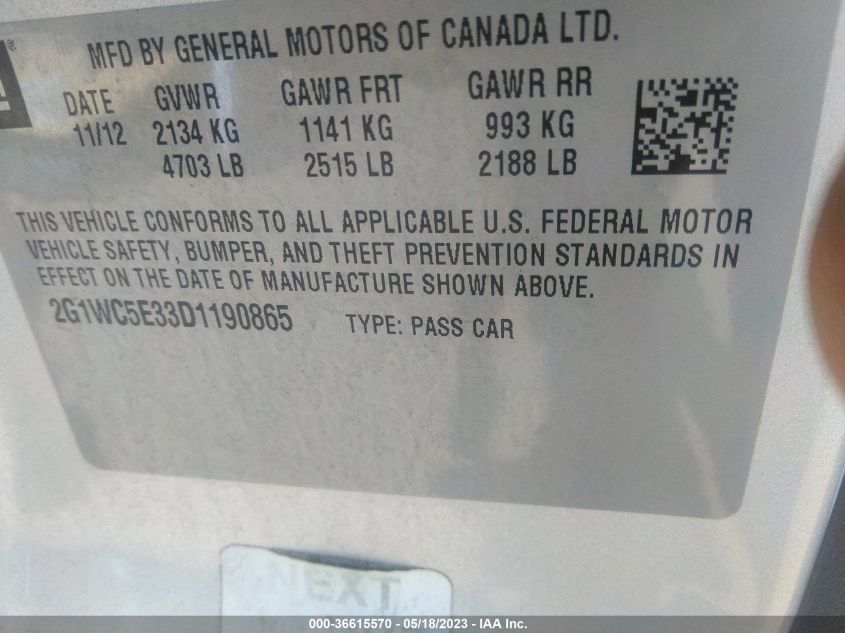 MFD BY GENERAL MOTORS OF CANADA LTD.
DATE GVWR GAWR FRT GAWR RR
11/12 2134 KG 1141 KG 993 KG
4703 LB 2515 LB 2188 LB
THIS VEHICLE CONFORMS TO ALL APPLICABLE U.S. FEDERAL MOTOR
VEHICLE SAFETY, BUMPER, AND THEFT PREVENTION STANDARDS IN
EFFECT ON THE DATE OF MANUFACTURE SHOWN ABOVE.
2G1WC5E33D1190865 TYPE: PASS CAR
NEXT
000-36615570 - 05/18/2023 - IAA Inc.